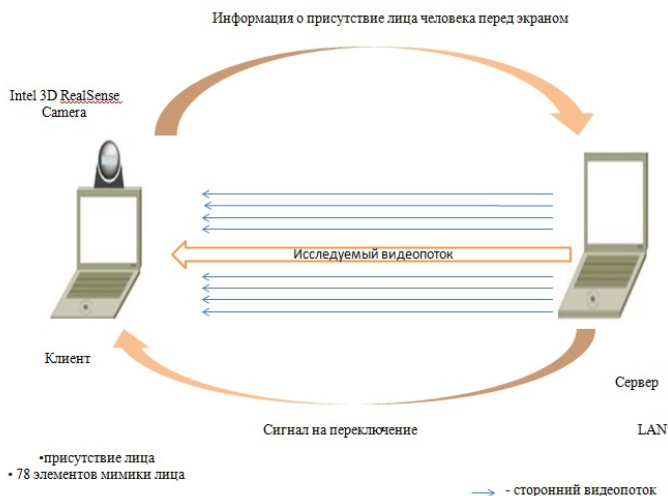 Информация о присутствие лица человека перед экраном
Intel 3D RealSense
Camera
Исследуемый видеопоток
Клиент
Сервер
Сигнал на переключение
LAN
•присутствие лица
• 78 элементов мимики лица
- сторонний видеопоток